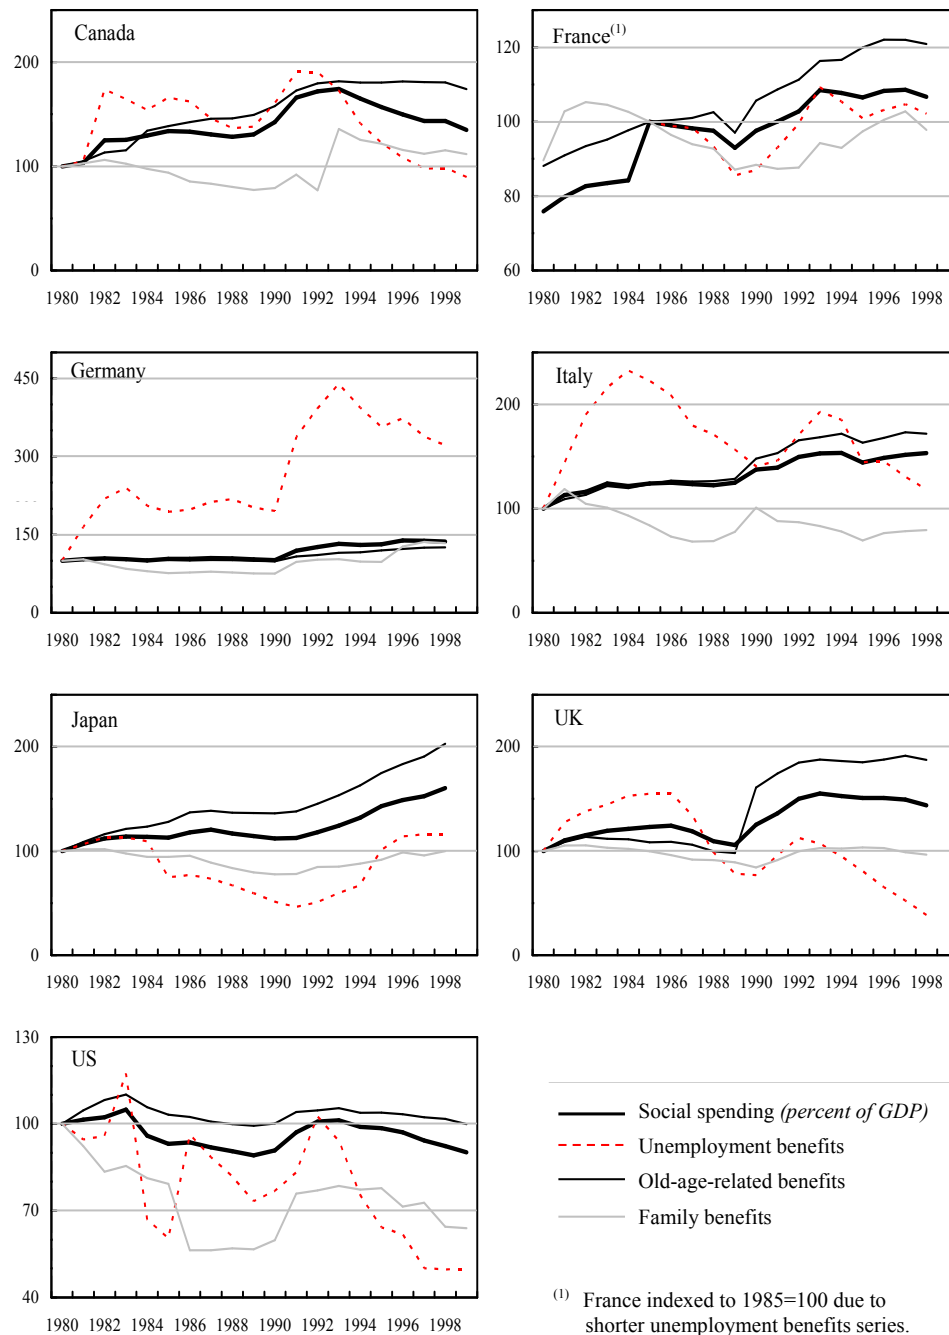 Canada
200
100
0
1980 1982 1984 1986 1988 1990 1992 1994 1996 1998
France(1)
120
100
80
60
1980 1982 1984 1986 1988 1990 1992 1994 1996 1998
Germany
450
300
150
0
1980 1982 1984 1986 1988 1990 1992 1994 1996 1998
Italy
200
100
0
1980 1982 1984 1986 1988 1990 1992 1994 1996 1998
Japan
200
100
0
1980 1982 1984 1986 1988 1990 1992 1994 1996 1998
UK
200
100
0
1980 1982 1984 1986 1988 1990 1992 1994 1996 1998
US
130
100
70
40
1980 1982 1984 1986 1988 1990 1992 1994 1996 1998
Social spending (percent of GDP)
Unemployment benefits
Old-age-related benefits
Family benefits
(1) France indexed to 1985=100 due to
shorter unemployment benefits series.